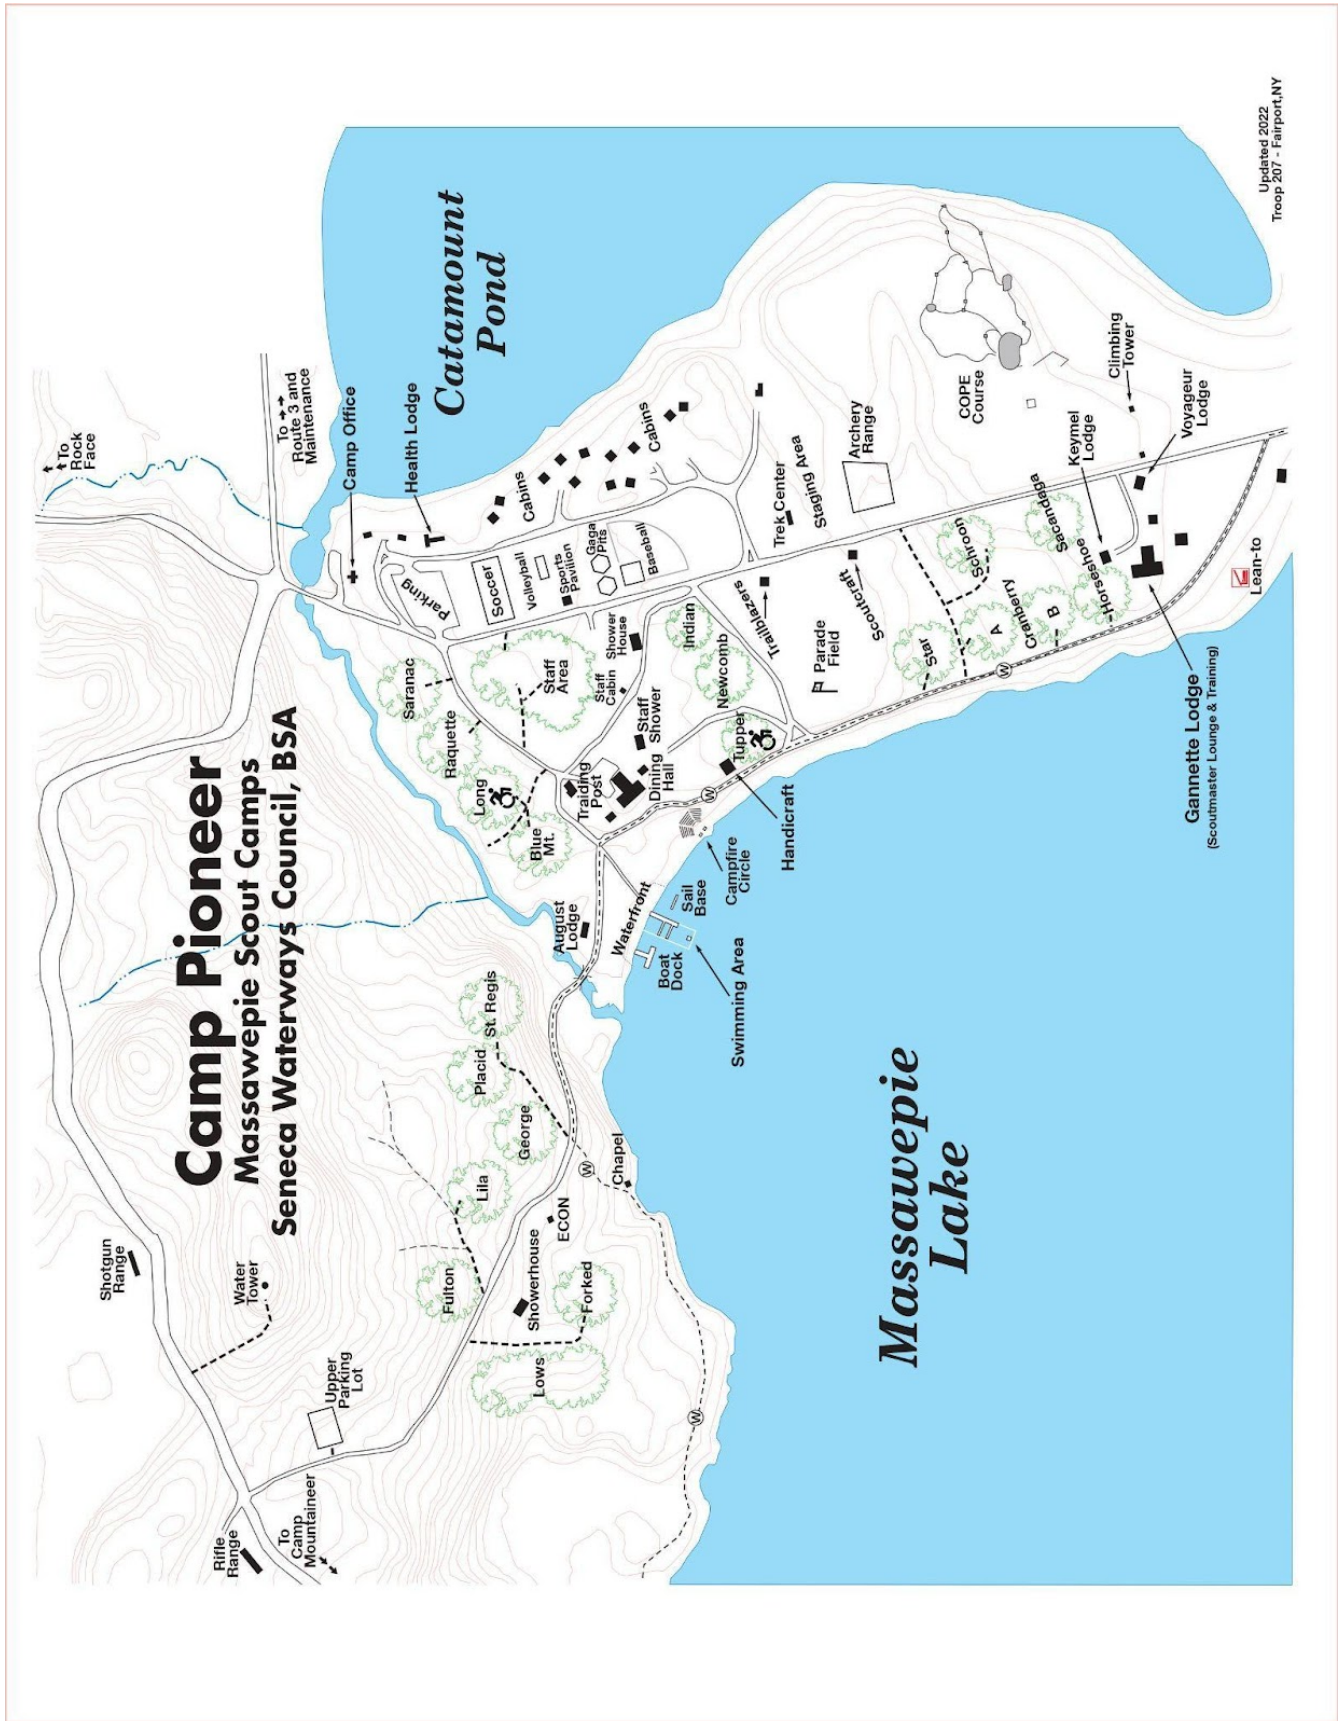 Camp Pioneer
Massawepie Scout Camps
Seneca Waterways Council, BSA
Shotgun
Range
Water
Tower
Rifle
Range
To
Camp
Mountaineer
Upper
Parking
Lot
Fulton
Lila
Placid
St. Regis
George
Lows
Showerhouse
Forked
ECON
Chapel
W
W
August
Lodge
Waterfront
Boat
Dock
Sail
Base
Swimming Area
Campfire
Circle
W
Handicraft
Saranac
Raquette
Long
Blue
Mt.
Traiding
Post
Dining
Hall
Staff
Shower
Staff
Cabin
Shower
House
Staff
Area
Tupper
Newcomb
Indian
To
Rock
Face
To
Route 3 and
Maintenance
Camp Office
Health Lodge
Parking
Soccer
Volleyball
Sports
Pavilion
Gaga
Pits
Baseball
Cabins
Cabins
Catamount
Pond
Trailblazers
Trek Center
Staging Area
Parade
Field
Scoutcraft
Archery
Range
COPE
Course
Star
Schroon
A
Cranberry
B
Sacandaga
Horseshoe
W
Keymel
Lodge
Climbing
Tower
Voyageur
Lodge
Gannette Lodge
(Scoutmaster Lounge & Training)
Lean-to
Massawepie
Lake
Updated 2022
Troop 207 - Fairport,NY